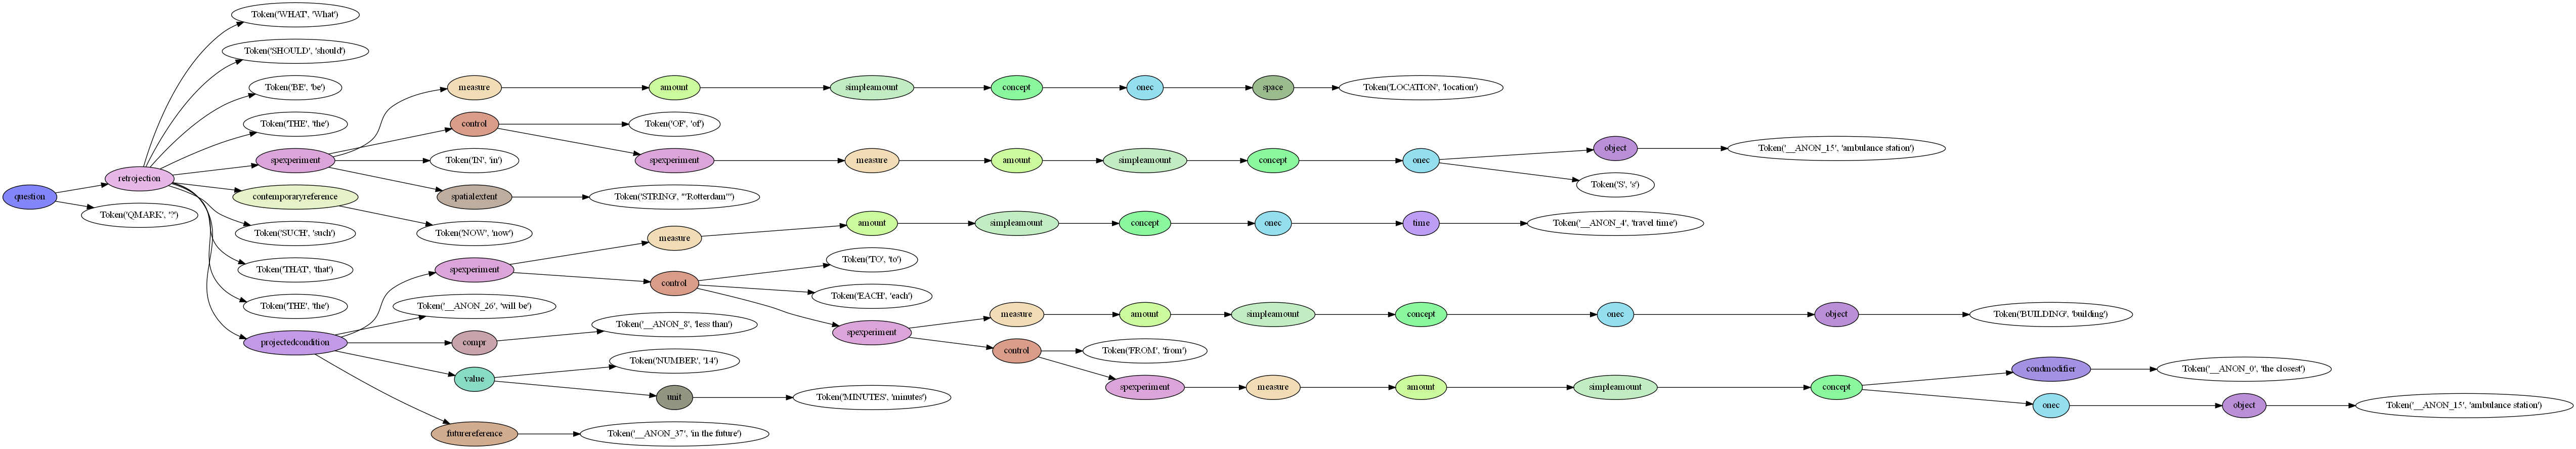 Token('WHAT', 'What')
Token('SHOULD', 'should')
Token('BE', 'be')
measure amount simpleamount concept onec space Token('LOCATION', 'location')
Token('THE', 'the')
control Token('OF', 'of')
object Token('__ANON_15', 'ambulance station')
spexperiment Token('IN', 'in') spexperiment measure amount simpleamount concept onec
retrojection
Token('S', 's')
question contemporaryreference spatialextent Token('STRING', '"Rotterdam"')
Token('QMARK', '?')
amount simpleamount concept onec time Token('__ANON_4', 'travel time')
Token('SUCH', 'such') Token('NOW', 'now')
measure
Token('TO', 'to')
Token('THAT', 'that') spexperiment
control
Token('EACH', 'each')
Token('THE', 'the') Token('__ANON_26', 'will be')
measure amount simpleamount concept onec object Token('BUILDING', 'building')
Token('__ANON_8', 'less than')
spexperiment
projectedcondition compr
control Token('FROM', 'from')
Token('NUMBER', '14')
condmodifier Token('__ANON_0', 'the closest')
value
spexperiment measure amount simpleamount concept
unit Token('MINUTES', 'minutes')
onec object Token('__ANON_15', 'ambulance station')
futurereference Token('__ANON_37', 'in the future')